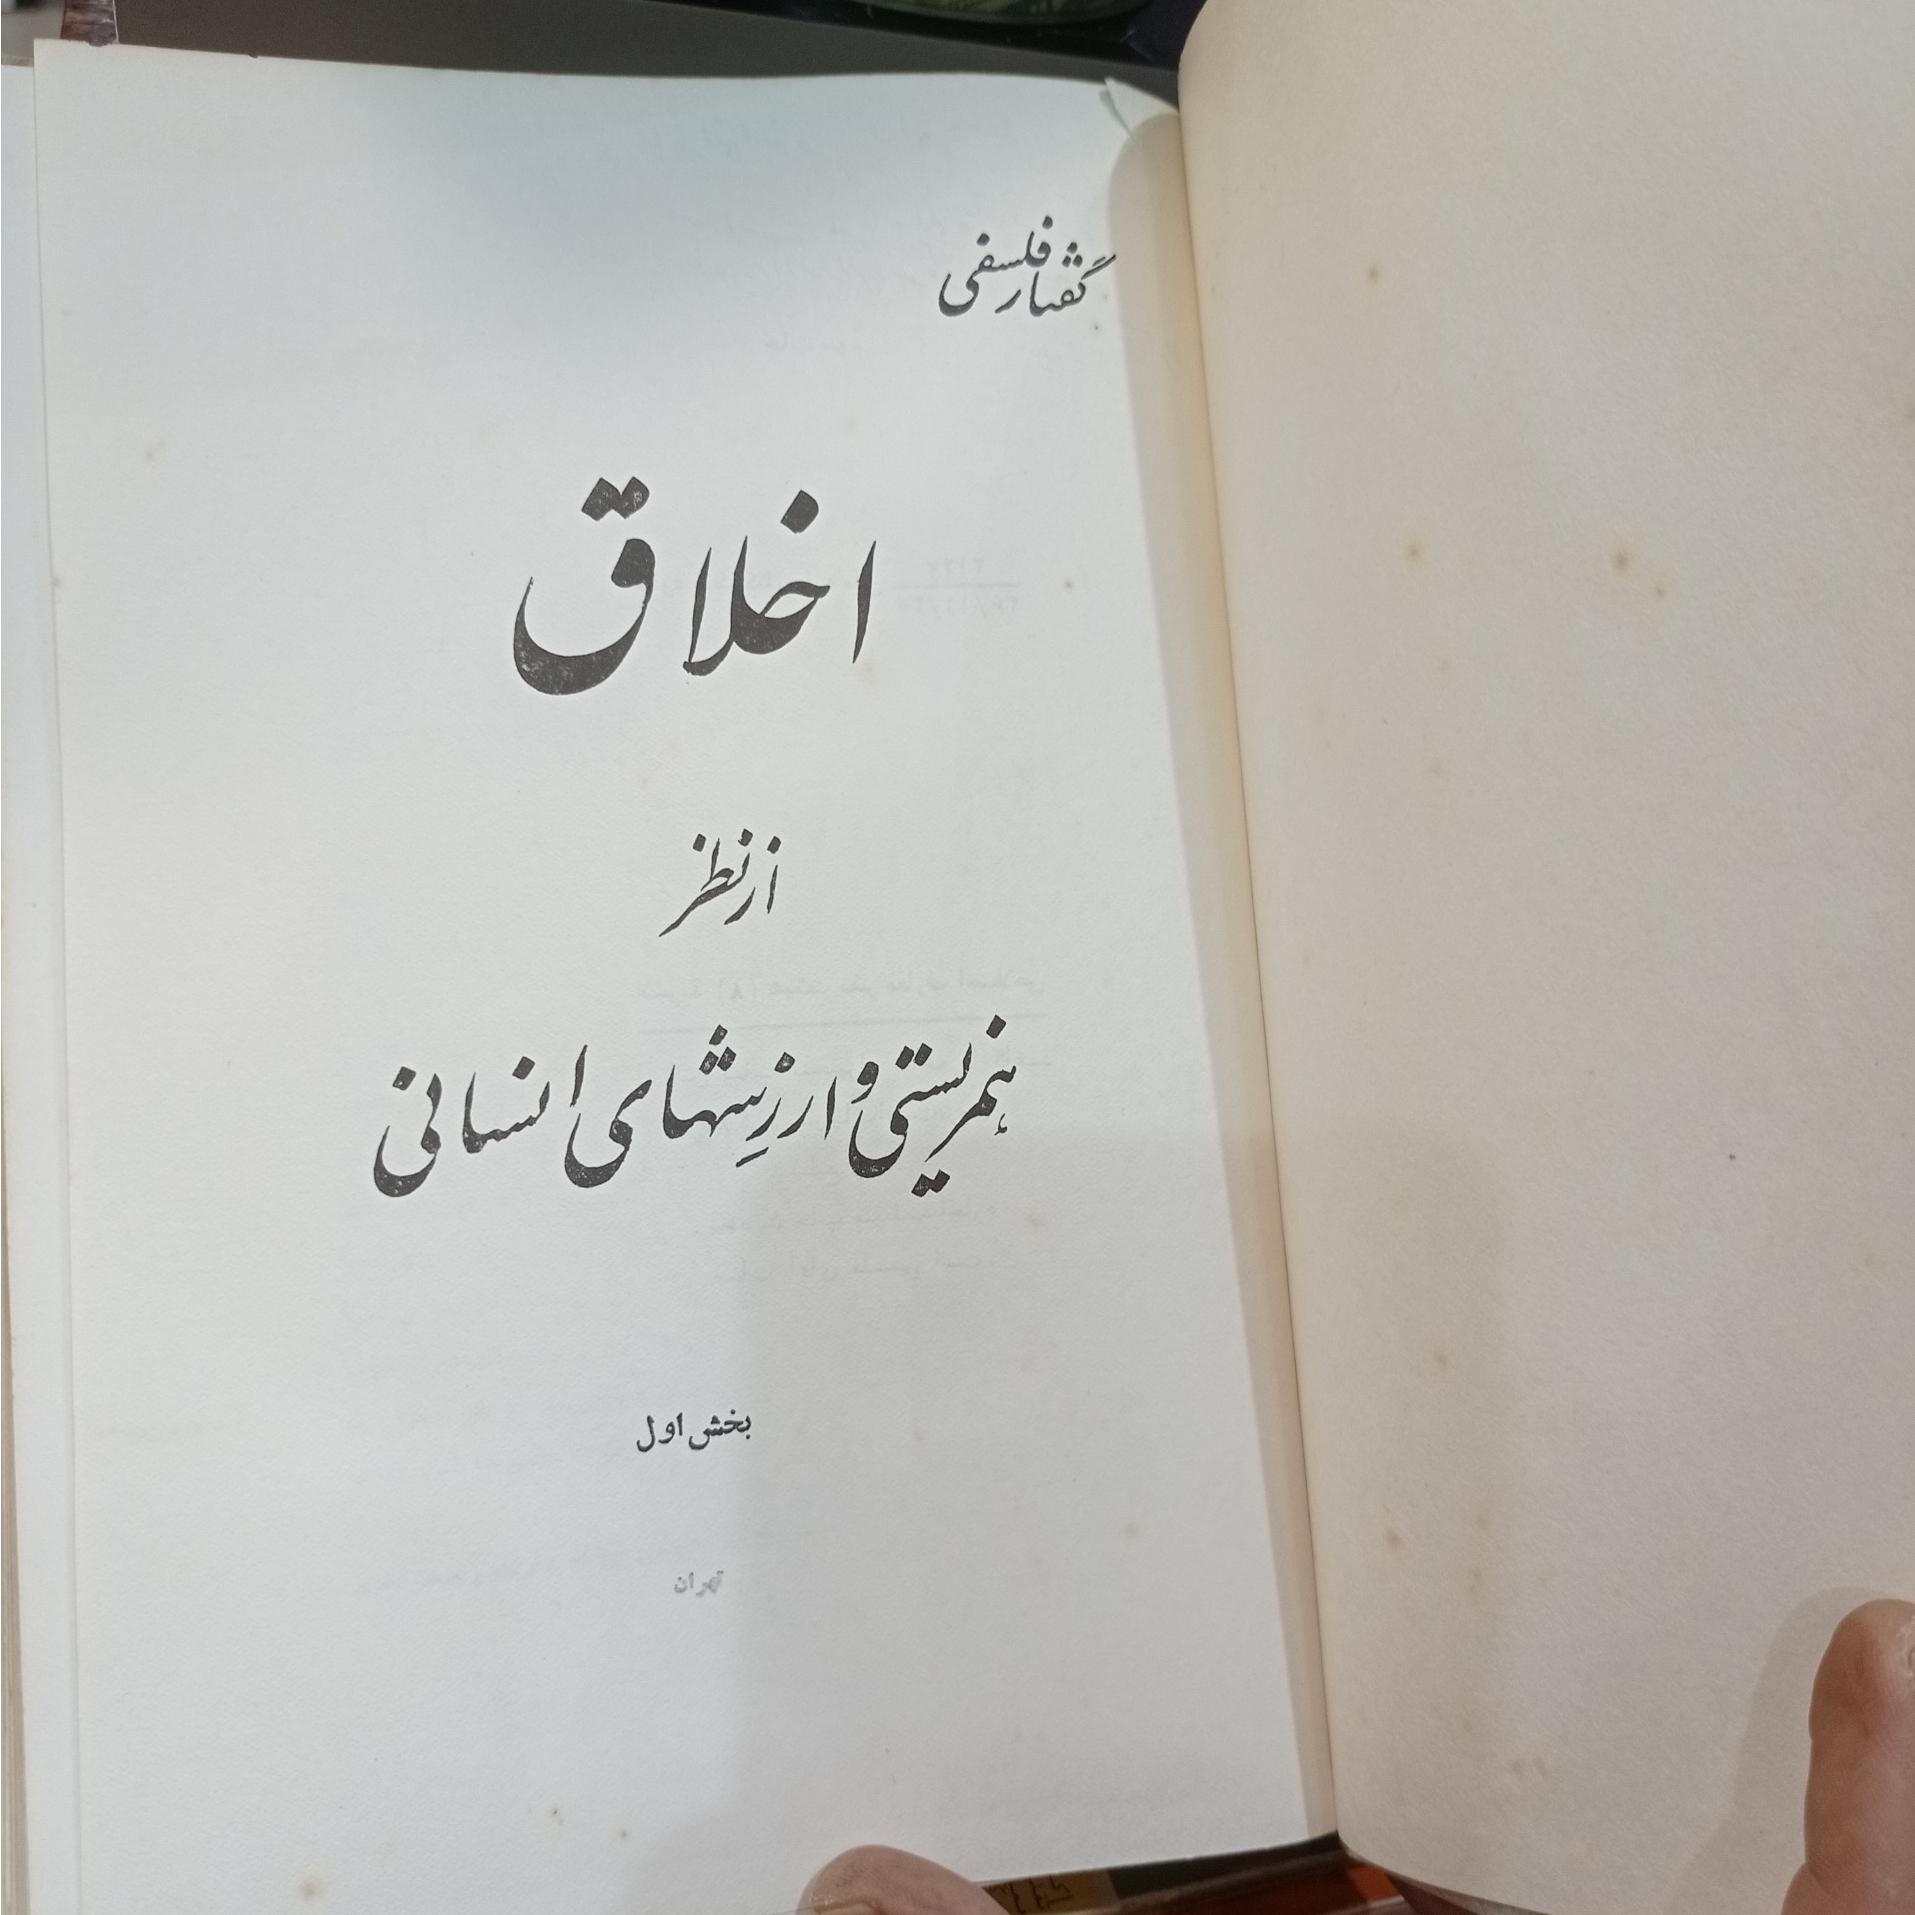 گفتار فلسفی
اخلاق
از نظر
همزیستی و ارزشهای انسانی
بخش اول
تهران